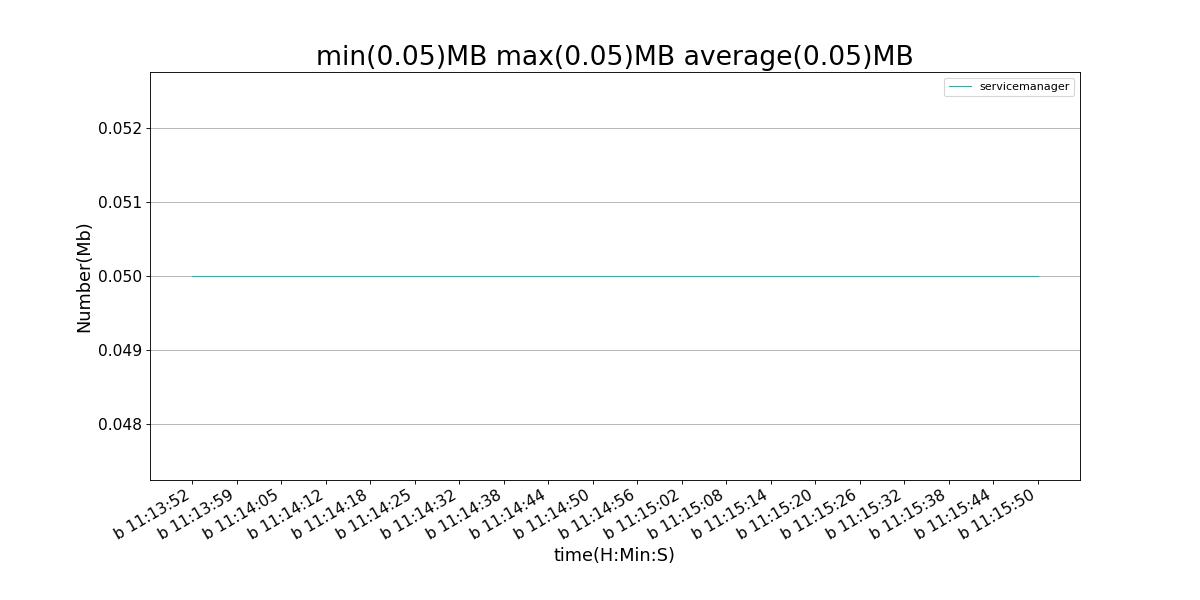 min(0.05)MB max(0.05)MB average(0.05)MB
servicemanager
Number(Mb)
0.052
0.051
0.050
0.049
0.048
b 11:13:52
b 11:13:59
b 11:14:05
b 11:14:12
b 11:14:18
b 11:14:25
b 11:14:32
b 11:14:38
b 11:14:44
b 11:14:50
b 11:14:56
b 11:15:02
b 11:15:08
b 11:15:14
b 11:15:20
b 11:15:26
b 11:15:32
b 11:15:38
b 11:15:44
b 11:15:50
time(H:Min:S)